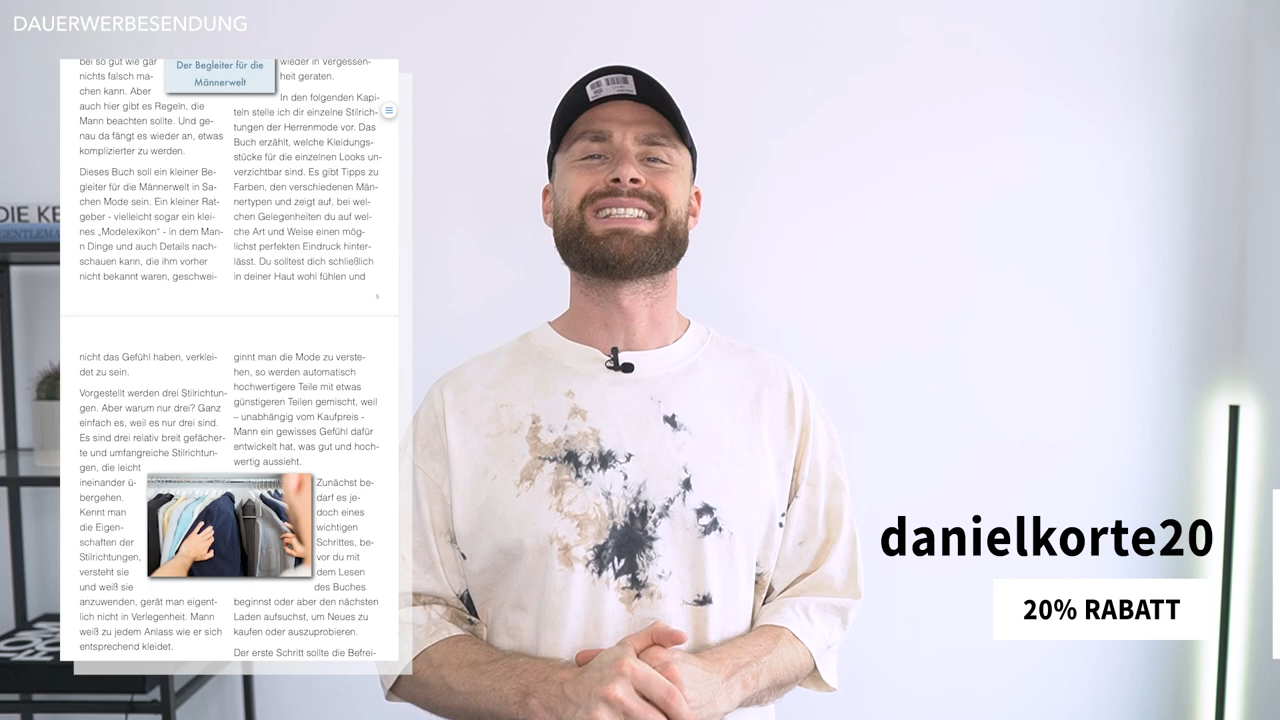 DAUERWERBESENDUNG
bei so gut wie gar
nichts falsch ma-
chen kann. Aber
auch hier gibt es Regeln, die
Mann beachten sollte. Und ge-
nau da fängt es wieder an, etwas
komplizierter zu werden.
Dieses Buch soll ein kleiner Be-
gleiter für die Männerwelt in Sa-
chen Mode sein. Ein kleiner Rat-
geber - vielleicht sogar ein klei-
nes „Modelexikon“ - in dem Man-
n Dinge und auch Details nach-
schauen kann, die ihm vorher
nicht bekannt waren, geschwei-
Der Begleiter für die
Männerwelt
wieder in Vergessen-
heit geraten.
In den folgenden Kapi-
teln stelle ich dir einzelne Stilrich-
tungen der Herrenmode vor. Das
Buch erzählt, welche Kleidungs-
stücke für die einzelnen Looks un-
verzichtbar sind. Es gibt Tipps zu
Farben, den verschiedenen Män-
nertypen und zeigt auf, bei wel-
chen Gelegenheiten du auf wel-
che Art und Weise einen mög-
lichst perfekten Eindruck hinter-
lässt. Du solltest dich schließlich
in deiner Haut wohl fühlen und
5
nicht das Gefühl haben, verklei-
det zu sein.
Vorgestellt werden drei Stilrichtun-
gen. Aber warum nur drei? Ganz
einfach es, weil es nur drei sind.
Es sind drei relativ breit gefächer-
te und umfangreiche Stilrichtun-
gen, die leicht
ineinander ü-
bergehen.
Kennt man
die Eigen-
schaften der
Stilrichtungen,
versteht sie
und weiß sie
anzuwenden, gerät man eigent-
lich nicht in Verlegenheit. Mann
weiß zu jedem Anlass wie er sich
entsprechend kleidet.
ginnt man die Mode zu verste-
hen, so werden automatisch
hochwertigere Teile mit etwas
günstigeren Teilen gemischt, weil
– unabhängig vom Kaufpreis -
Mann ein gewisses Gefühl dafür
entwickelt hat, was gut und hoch-
wertig aussieht.
Zunächst be-
darf es je-
doch eines
wichtigen
Schrittes, be-
vor du mit
dem Lesen
des Buches
beginnst oder aber den nächsten
Laden aufsuchst, um Neues zu
kaufen oder auszuprobieren.
Der erste Schritt sollte die Befrei-
DIE KE
GENTLEMA
danielkorte20
20% RABATT